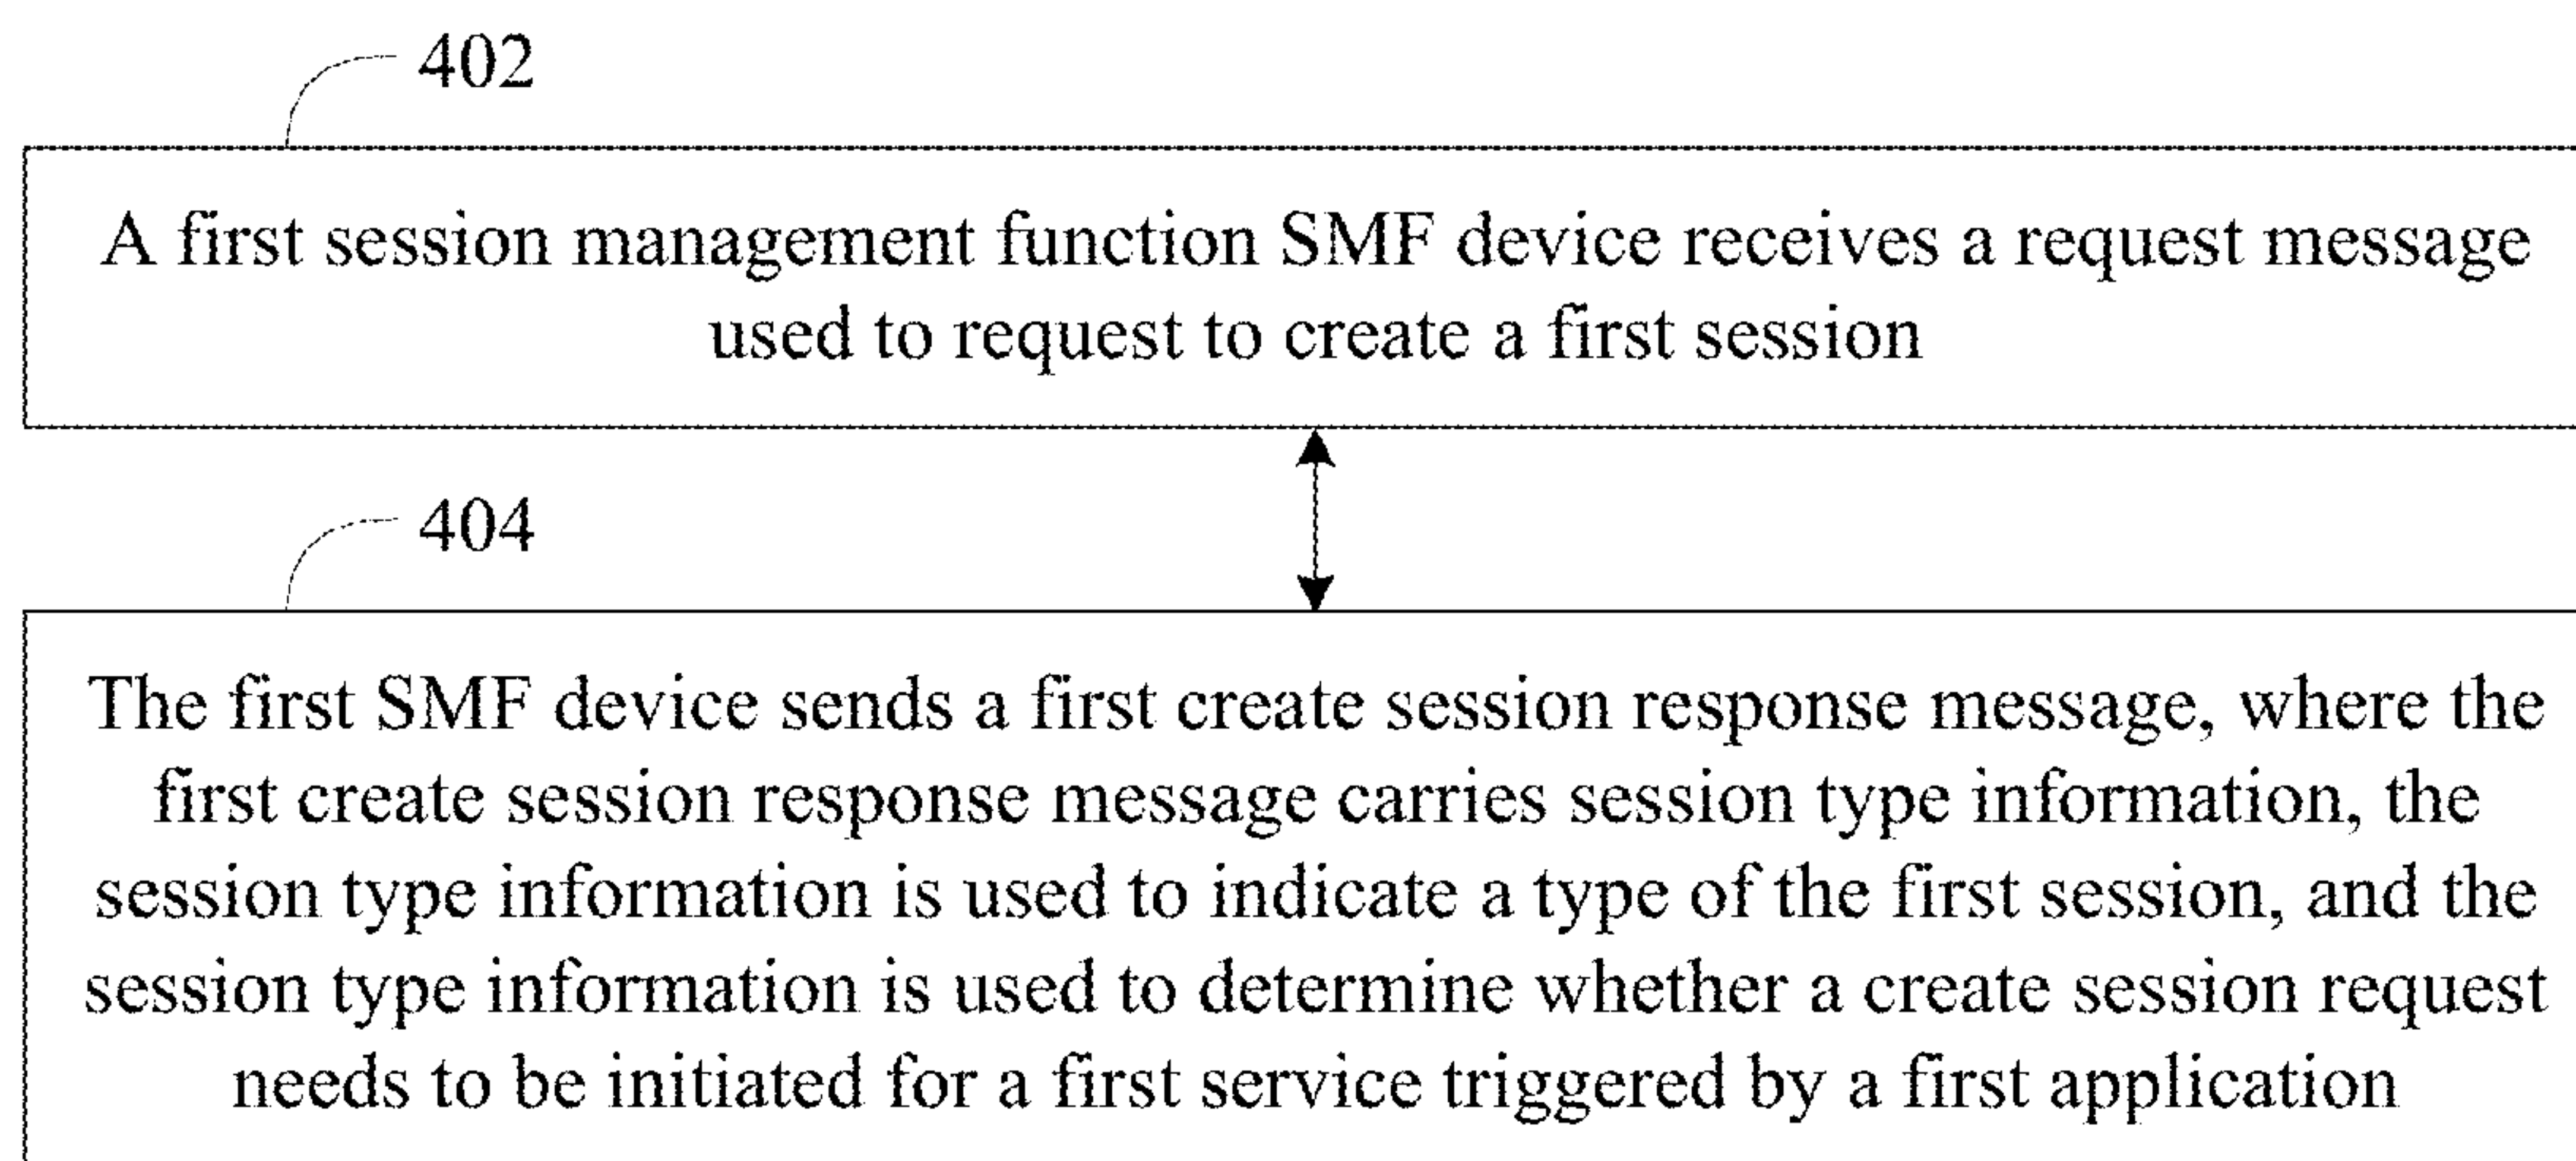 402
A first session management function SMF device receives a request message
used to request to create a first session
404
The first SMF device sends a first create session response message, where the
first create session response message carries session type information, the
session type information is used to indicate a type of the first session, and the
session type information is used to determine whether a create session request
needs to be initiated for a first service triggered by a first application